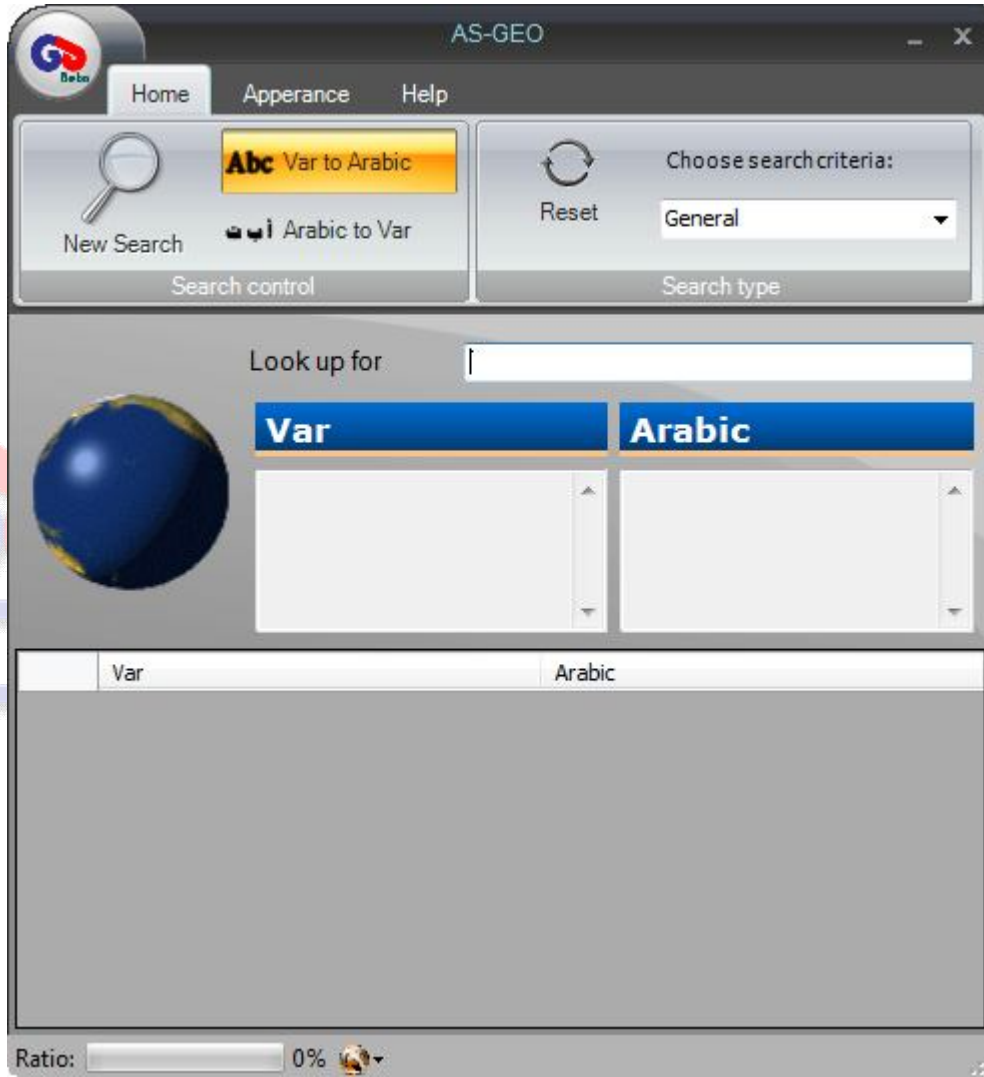 AS-GEO
Beta
Home Apperance Help
Abc Var to Arabic
Choose search criteria:
Reset
General
New Search
أ ب ت Arabic to Var
Search control
Search type
Look up for
Var
Arabic
Var Arabic
Ratio: 0%